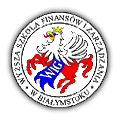 WYŻSZA SZKOŁA FINANSÓW I ZARZĄDZANIA
W BIAŁYMSTOKU